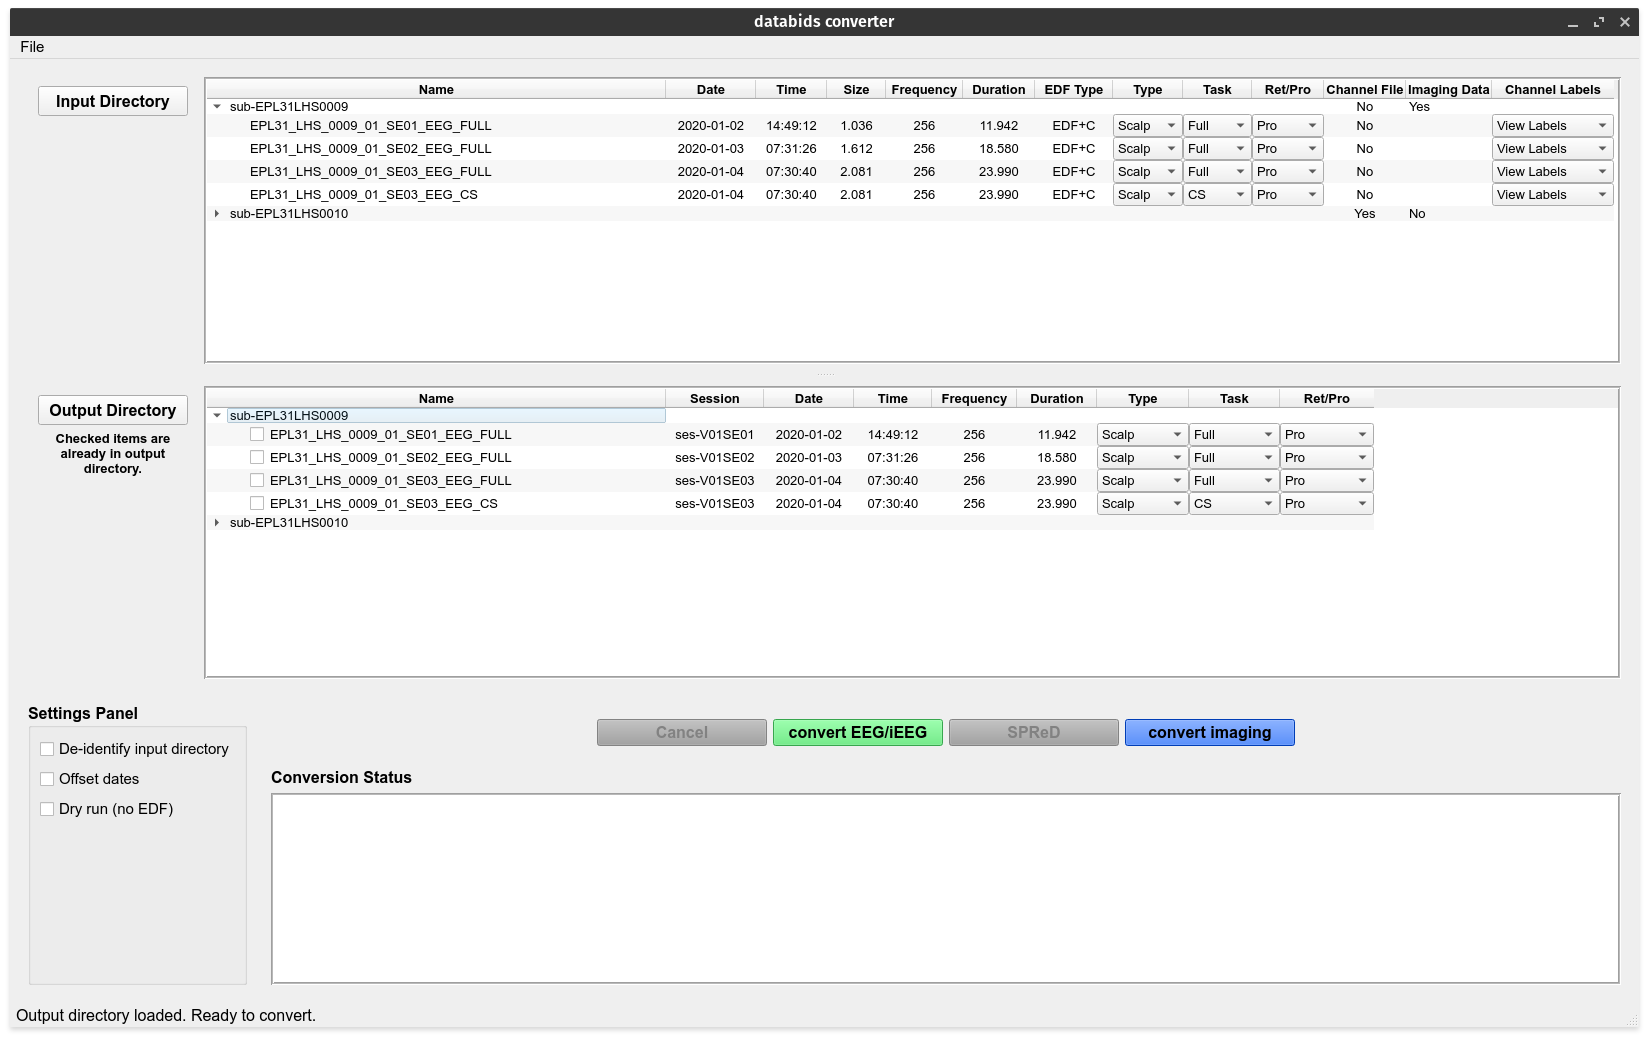 databids converter
File
Input Directory
Name Date Time Size Frequency Duration EDF Type Type Task Ret/Pro Channel File Imaging Data Channel Labels
sub-EPL31LHS0009 No Yes
EPL31_LHS_0009_01_SE01_EEG_FULL 2020-01-02 14:49:12 1.036 256 11.942 EDF+C Scalp Full Pro No View Labels
EPL31_LHS_0009_01_SE02_EEG_FULL 2020-01-03 07:31:26 1.612 256 18.580 EDF+C Scalp Full Pro No View Labels
EPL31_LHS_0009_01_SE03_EEG_FULL 2020-01-04 07:30:40 2.081 256 23.990 EDF+C Scalp Full Pro No View Labels
EPL31_LHS_0009_01_SE03_EEG_CS 2020-01-04 07:30:40 2.081 256 23.990 EDF+C Scalp CS Pro No View Labels
sub-EPL31LHS0010 Yes No
Output Directory
Checked items are
already in output
directory.
Name Session Date Time Frequency Duration Type Task Ret/Pro
sub-EPL31LHS0009
EPL31_LHS_0009_01_SE01_EEG_FULL ses-V01SE01 2020-01-02 14:49:12 256 11.942 Scalp Full Pro
EPL31_LHS_0009_01_SE02_EEG_FULL ses-V01SE02 2020-01-03 07:31:26 256 18.580 Scalp Full Pro
EPL31_LHS_0009_01_SE03_EEG_FULL ses-V01SE03 2020-01-04 07:30:40 256 23.990 Scalp Full Pro
EPL31_LHS_0009_01_SE03_EEG_CS ses-V01SE03 2020-01-04 07:30:40 256 23.990 Scalp CS Pro
sub-EPL31LHS0010
Settings Panel
De-identify input directory
Offset dates
Dry run (no EDF)
Cancel convert EEG/iEEG SPReD convert imaging
Conversion Status
Output directory loaded. Ready to convert.